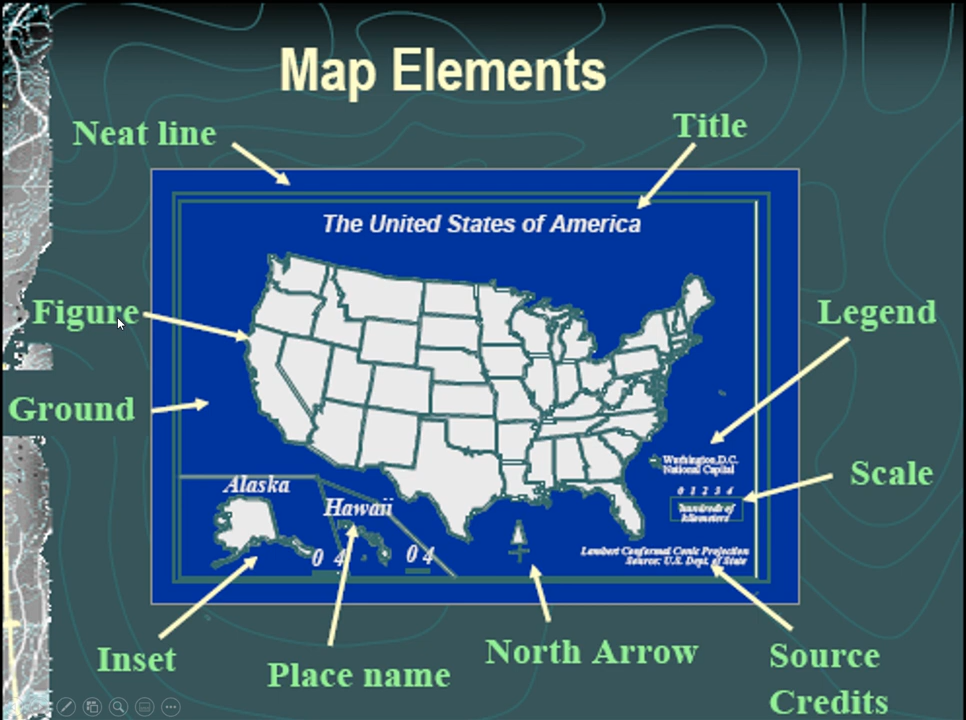 Map Elements
Neat line
Title
The United States of America
Figure
Legend
Ground
Washington,D.C.
National Capital
Scale
0 1 2 3 4
hundreds of
kilometers
Alaska
Hawaii
0 4
0 4
Lambert Conformal Conic Projection
Source: U.S. Dept. of State
Inset
Place name
North Arrow
Source
Credits